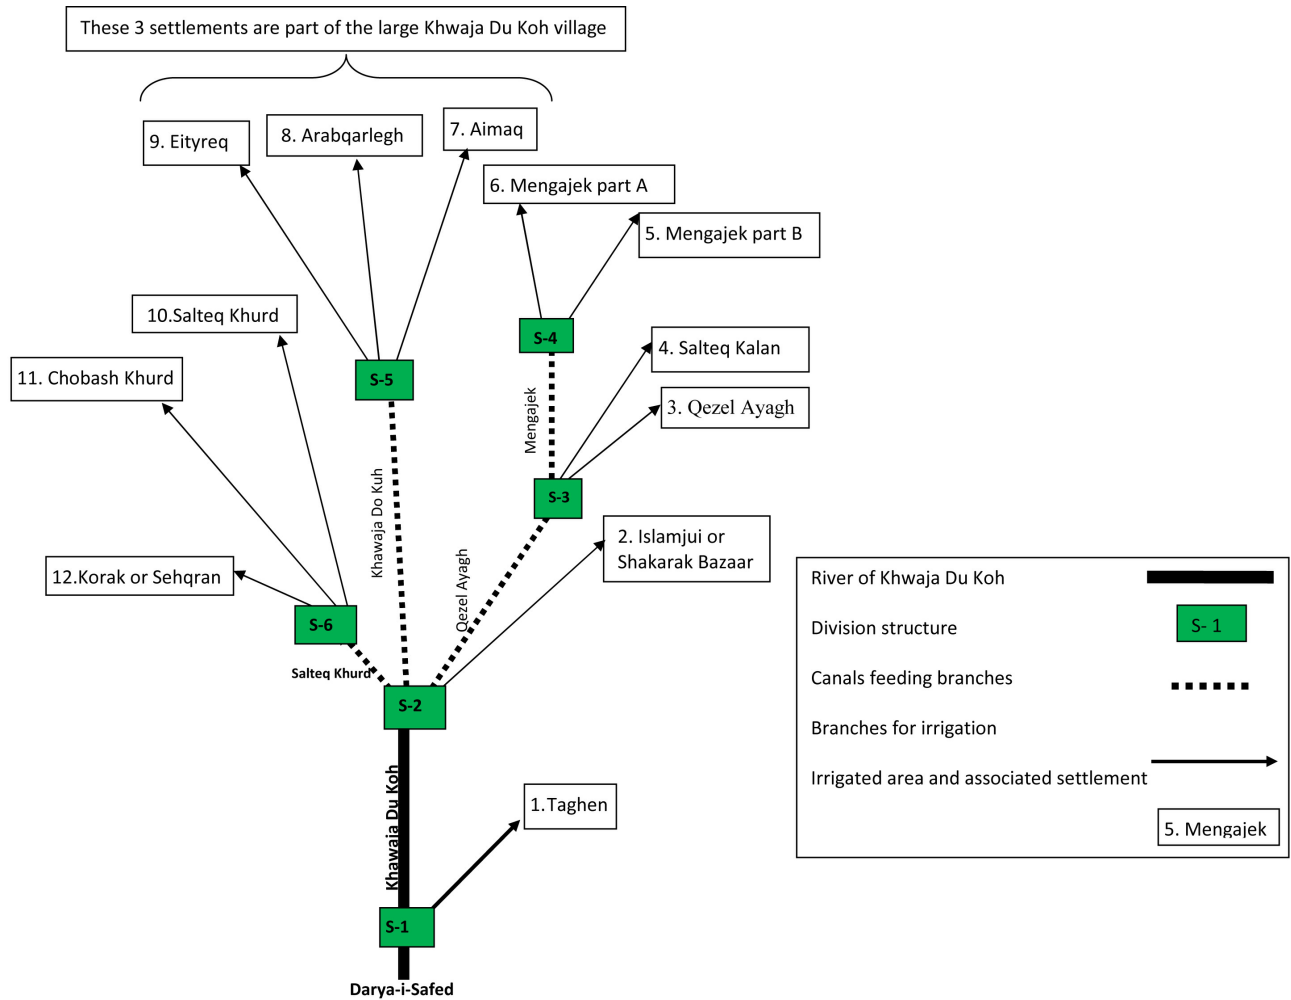 These 3 settlements are part of the large Khwaja Du Koh village
9. Eityreq
8. Arabqarlegh
7. Aimaq
6. Mengajek part A
5. Mengajek part B
10.Salteq Khurd
S-4
4. Salteq Kalan
11. Chobash Khurd
S-5
3. Qezel Ayagh
Mengajek
Khawaja Do Kuh
S-3
2. Islamjui or
Shakarak Bazaar
12.Korak or Sehqran
Qezel Ayagh
S-6
Salteq Khurd
S-2
Khawaja Du Koh
1.Taghen
S-1
Darya-i-Safed
River of Khwaja Du Koh
Division structure
S- 1
Canals feeding branches
Branches for irrigation
Irrigated area and associated settlement
5. Mengajek